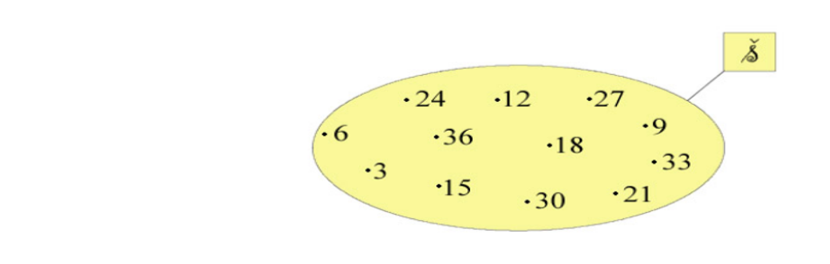 Š
· 24 · 12 · 27
· 6 · 36 · 18 · 9
· 3 · 15 · 30 · 21 · 33